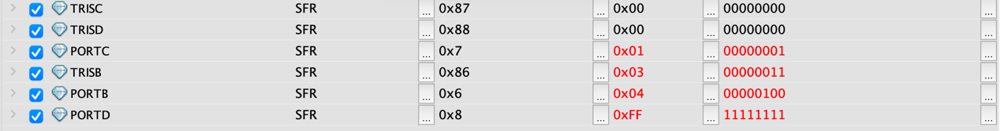 TRISC SFR ... 0x87 ... 0x00 ... 00000000 ...
TRISD SFR ... 0x88 ... 0x00 ... 00000000 ...
PORTC SFR ... 0x7 ... 0x01 ... 00000001 ...
TRISB SFR ... 0x86 ... 0x03 ... 00000011 ...
PORTB SFR ... 0x6 ... 0x04 ... 00000100 ...
PORTD SFR ... 0x8 ... 0xFF ... 11111111 ...